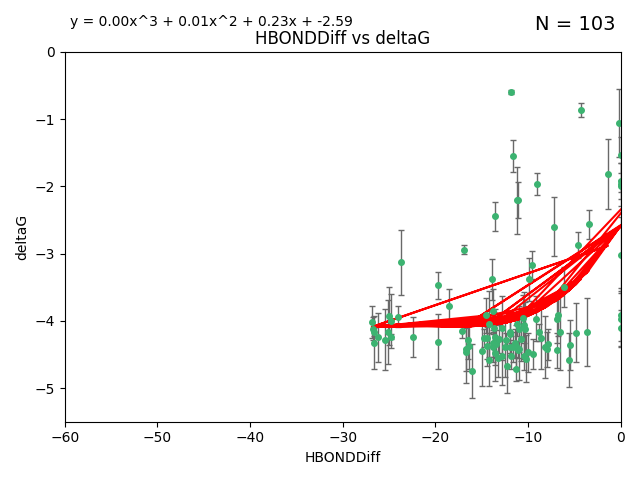 y = 0.00x^3 + 0.01x^2 + 0.23x + -2.59
N = 103
HBONDDiff vs deltaG
deltaG
0
−1
−2
−3
−4
−5
−60 −50 −40 −30 −20 −10 0
HBONDDiff